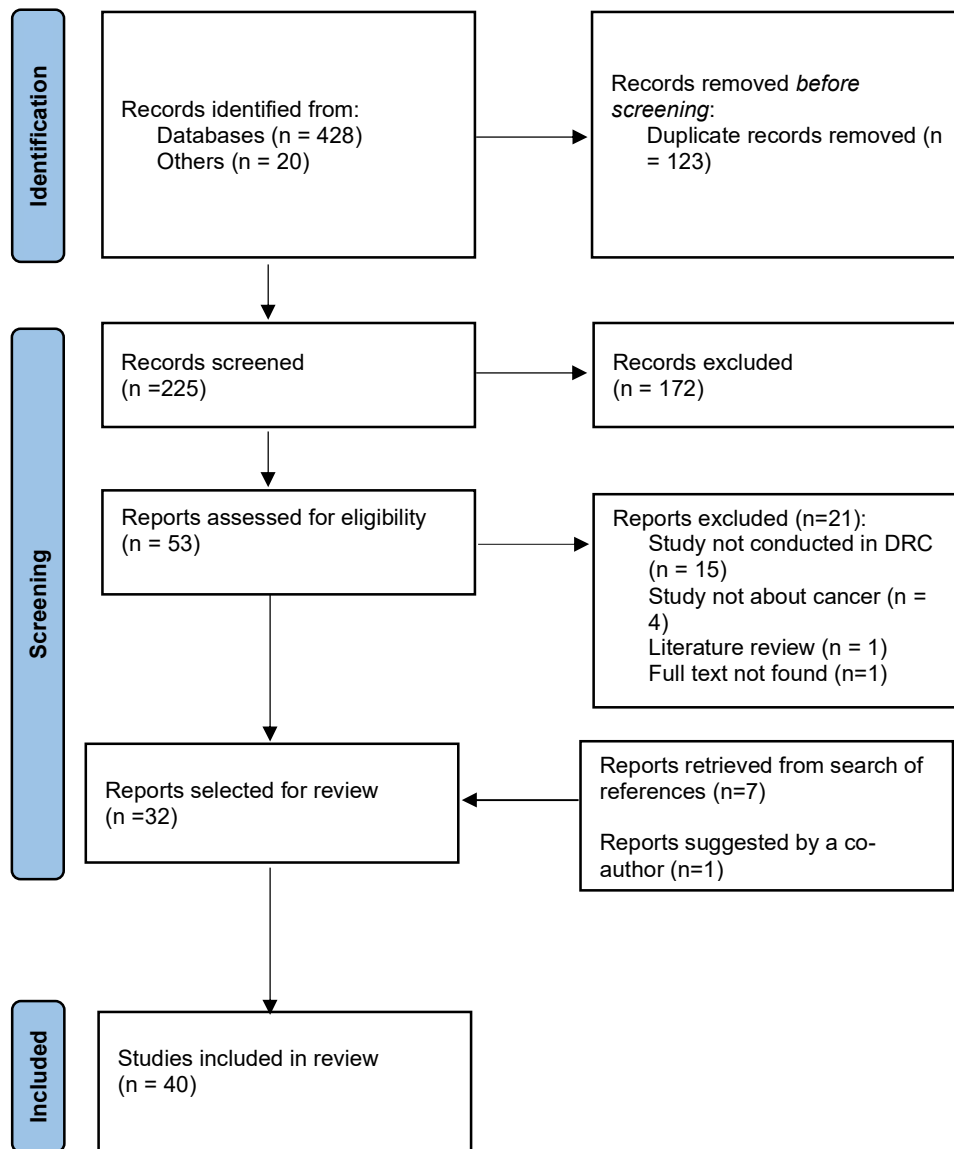 Identification
Records identified from:
Databases (n = 428)
Others (n = 20)
Records removed before
screening:
Duplicate records removed (n
= 123)
Screening
Records screened
(n =225)
Records excluded
(n = 172)
Reports assessed for eligibility
(n = 53)
Reports excluded (n=21):
Study not conducted in DRC
(n = 15)
Study not about cancer (n =
4)
Literature review (n = 1)
Full text not found (n=1)
Reports selected for review
(n =32)
Reports retrieved from search of
references (n=7)
Reports suggested by a co-
author (n=1)
Included
Studies included in review
(n = 40)